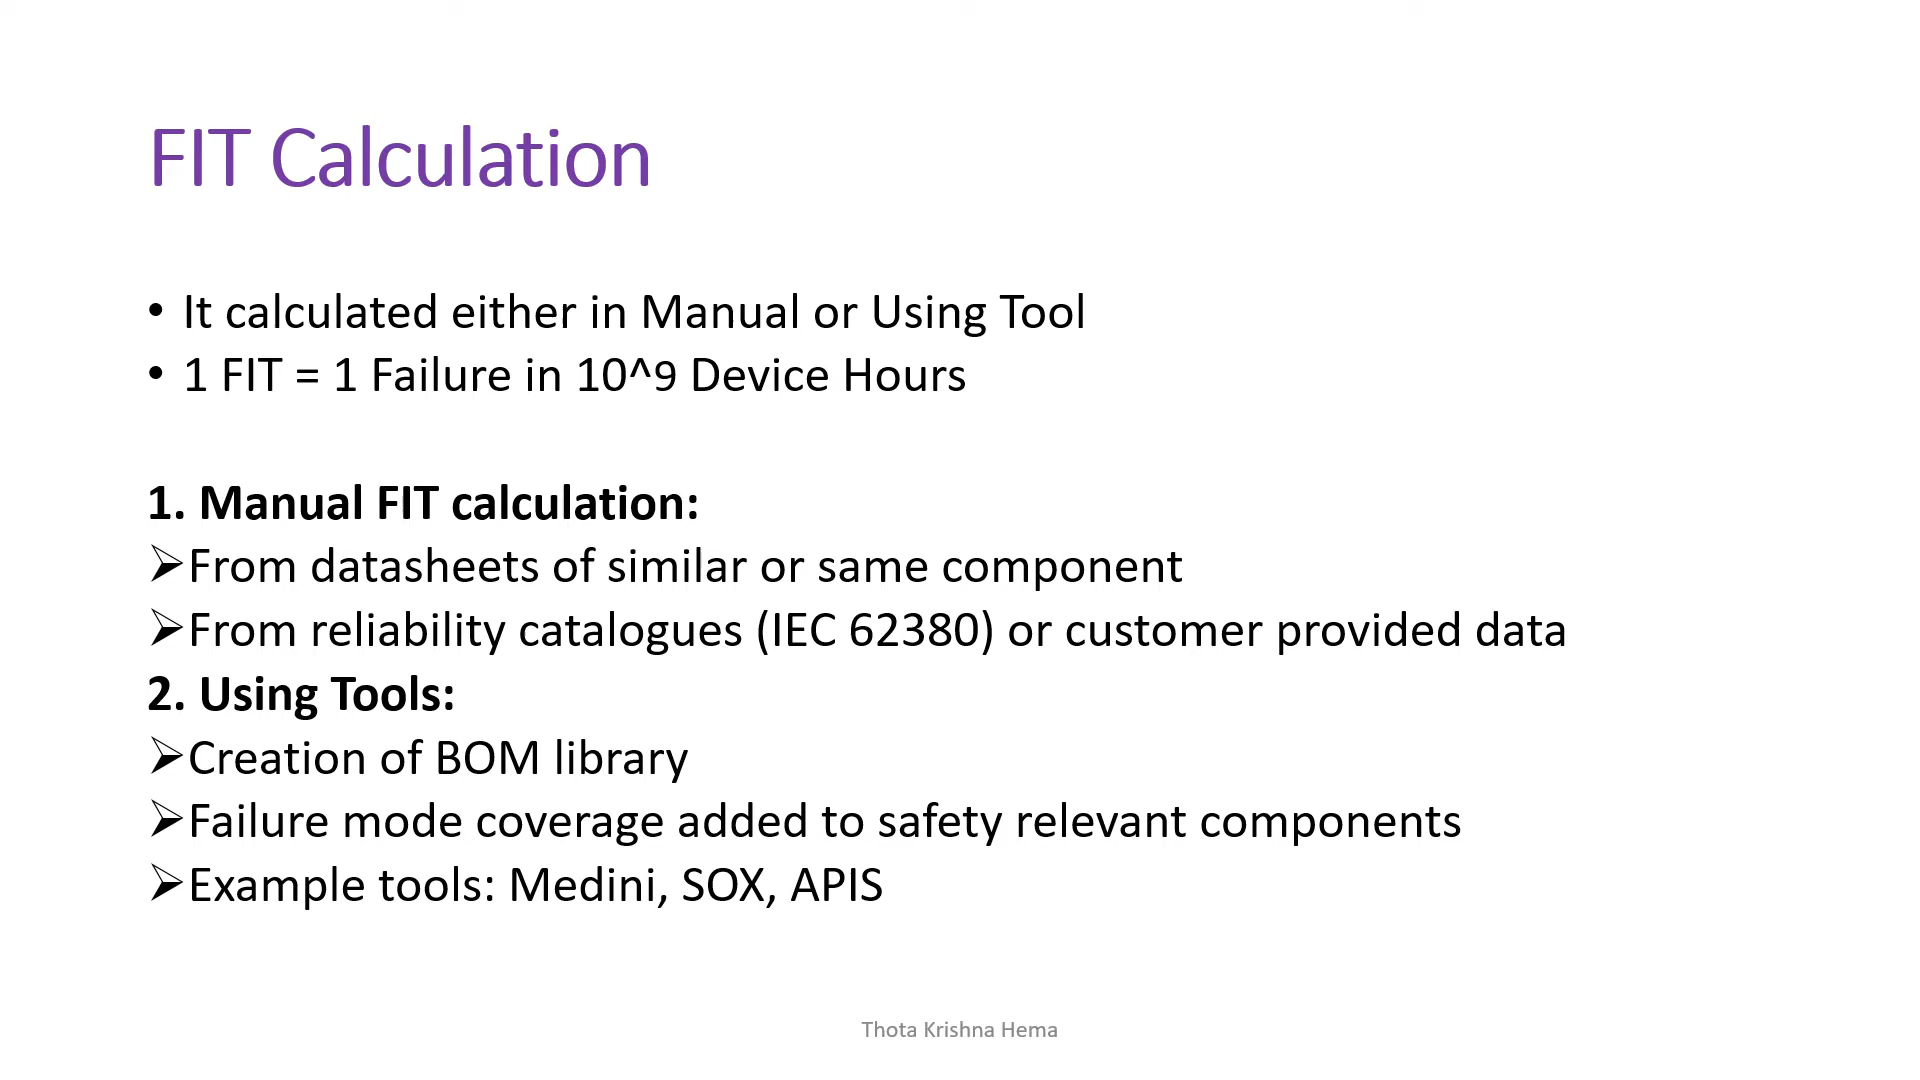 FIT Calculation
• It calculated either in Manual or Using Tool
• 1 FIT = 1 Failure in 10^9 Device Hours
1. Manual FIT calculation:
➢From datasheets of similar or same component
➢From reliability catalogues (IEC 62380) or customer provided data
2. Using Tools:
➢Creation of BOM library
➢Failure mode coverage added to safety relevant components
➢Example tools: Medini, SOX, APIS
Thota Krishna Hema